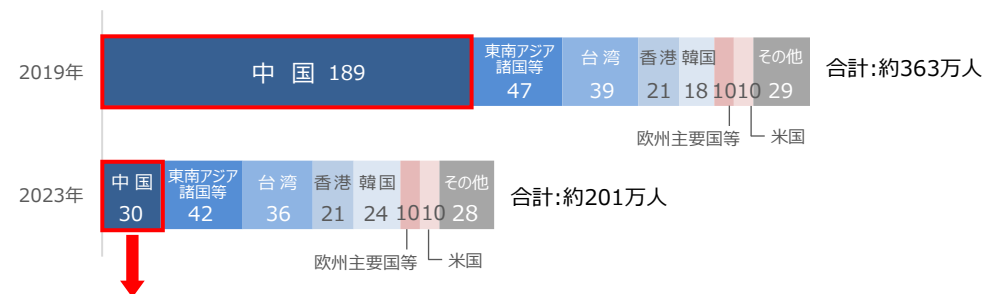 2019年
中 国 189
東南アジア
諸国等
47
台 湾
39
香港
21
韓国
18
10
10
その他
29
合計:約363万人
欧州主要国等
米国
2023年
中 国
30
東南アジア
諸国等
42
台 湾
36
香港
21
韓国
24
10
10
その他
28
合計:約201万人
欧州主要国等
米国